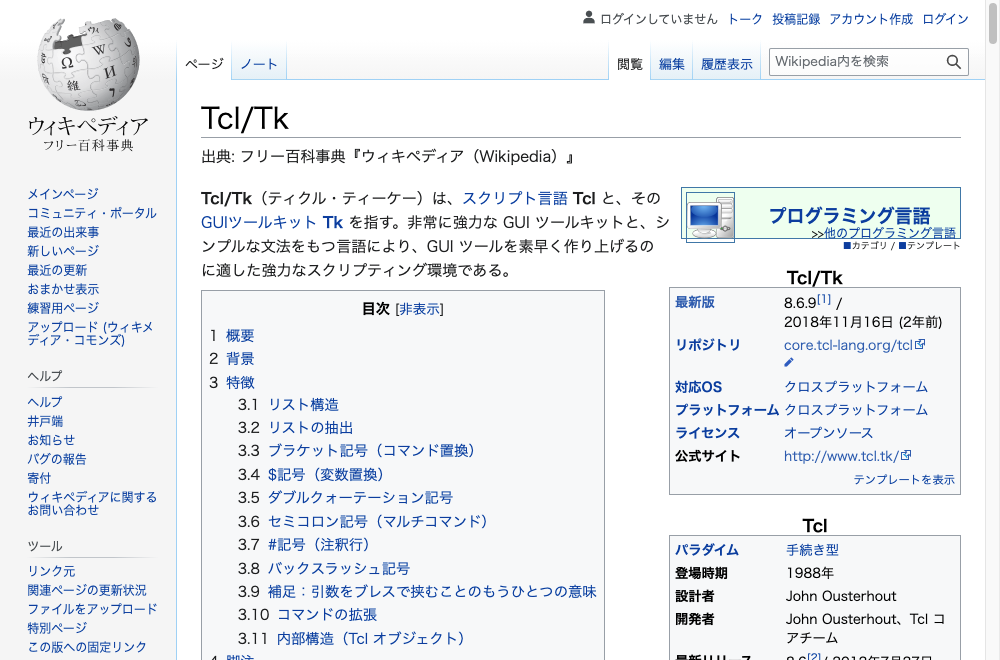 ログインしていません トーク 投稿記録 アカウント作成 ログイン
ページ ノート 閲覧 編集 履歴表示 Wikipedia内を検索
Ω
W
И
維
ウィキペディア
フリー百科事典
メインページ
コミュニティ・ポータル
最近の出来事
新しいページ
最近の更新
おまかせ表示
練習用ページ
アップロード (ウィキメ
ディア・コモンズ)
ヘルプ
ヘルプ
井戸端
お知らせ
バグの報告
寄付
ウィキペディアに関する
お問い合わせ
ツール
リンク元
関連ページの更新状況
ファイルをアップロード
特別ページ
この版への固定リンク
Tcl/Tk
出典: フリー百科事典『ウィキペディア（Wikipedia）』
Tcl/Tk（ティクル・ティーケー）は、スクリプト言語 Tcl と、その
GUIツールキット Tk を指す。非常に強力な GUI ツールキットと、シ
ンプルな文法をもつ言語により、GUI ツールを素早く作り上げるの
に適した強力なスクリプティング環境である。
目次 [非表示]
1 概要
2 背景
3 特徴
3.1 リスト構造
3.2 リストの抽出
3.3 ブラケット記号（コマンド置換）
3.4 $記号（変数置換）
3.5 ダブルクォーテーション記号
3.6 セミコロン記号（マルチコマンド）
3.7 #記号（注釈行）
3.8 バックスラッシュ記号
3.9 補足：引数をブレスで挟むことのもうひとつの意味
3.10 コマンドの拡張
3.11 内部構造（Tcl オブジェクト）
4 脚注
プログラミング言語
>>他のプログラミング言語
■カテゴリ / ■テンプレート
Tcl/Tk
最新版 8.6.9[1] /
2018年11月16日 (2年前)
リポジトリ core.tcl-lang.org/tcl
対応OS クロスプラットフォーム
プラットフォーム クロスプラットフォーム
ライセンス オープンソース
公式サイト http://www.tcl.tk/
テンプレートを表示
Tcl
パラダイム 手続き型
登場時期 1988年
設計者 John Ousterhout
開発者 John Ousterhout、Tcl コ
アチーム
最新リリース 8.6[2]/ 2012年7月27日